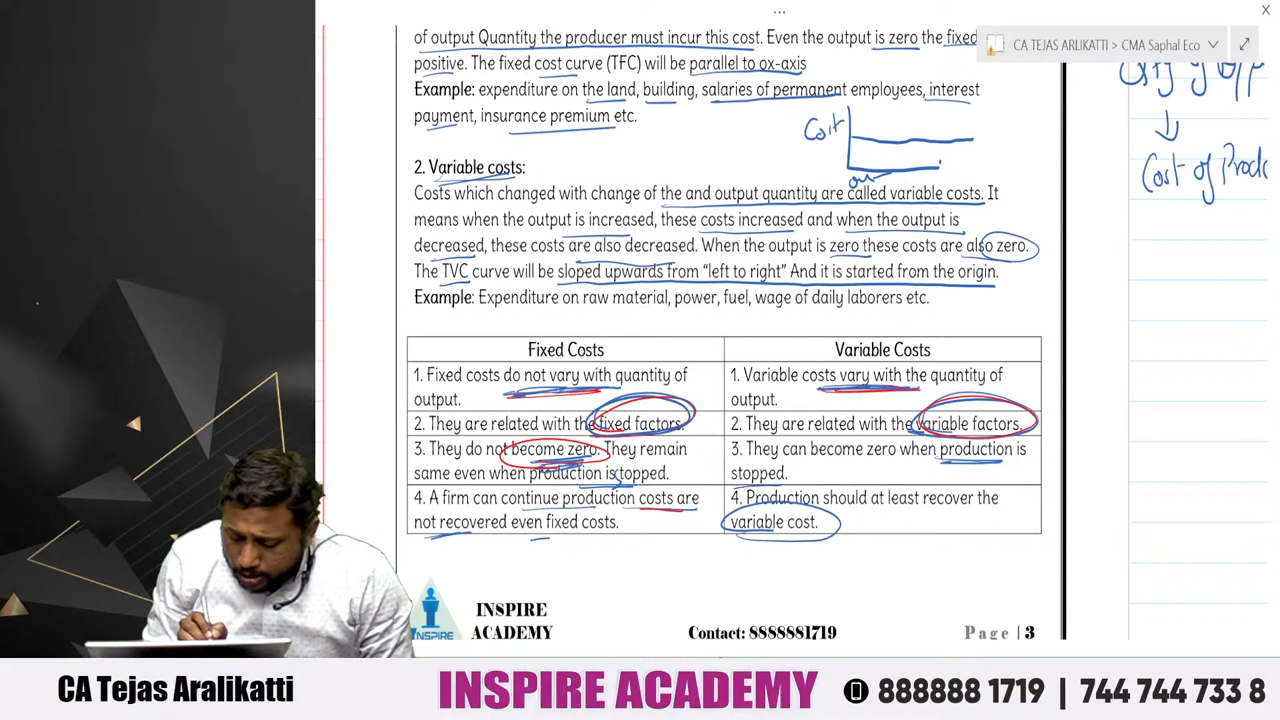 of output Quantity the producer must incur this cost. Even the output is zero the fixed
positive. The fixed cost curve (TFC) will be parallel to ox-axis
Example: expenditure on the land, building, salaries of permanent employees, interest
payment, insurance premium etc.
Cost
2. Variable costs:
Costs which changed with change of the and output quantity are called variable costs. It
means when the output is increased, these costs increased and when the output is
decreased, these costs are also decreased. When the output is zero these costs are also zero.
The TVC curve will be sloped upwards from “left to right” And it is started from the origin.
Example: Expenditure on raw material, power, fuel, wage of daily laborers etc.
Fixed Costs
Variable Costs
1. Fixed costs do not vary with quantity of
output.
1. Variable costs vary with the quantity of
output.
2. They are related with the fixed factors.
2. They are related with the variable factors.
3. They do not become zero. They remain
same even when production is stopped.
3. They can become zero when production is
stopped.
4. A firm can continue production costs are
not recovered even fixed costs.
4. Production should at least recover the
variable cost.
CA TEJAS ARLIKATTI > CMA Saphal Eco
Cost of
INSPIRE
INSPIRE
ACADEMY
Contact: 8888881719
Page | 3
CA Tejas Aralikatti
INSPIRE ACADEMY
888888 1719 | 744 744 733 8